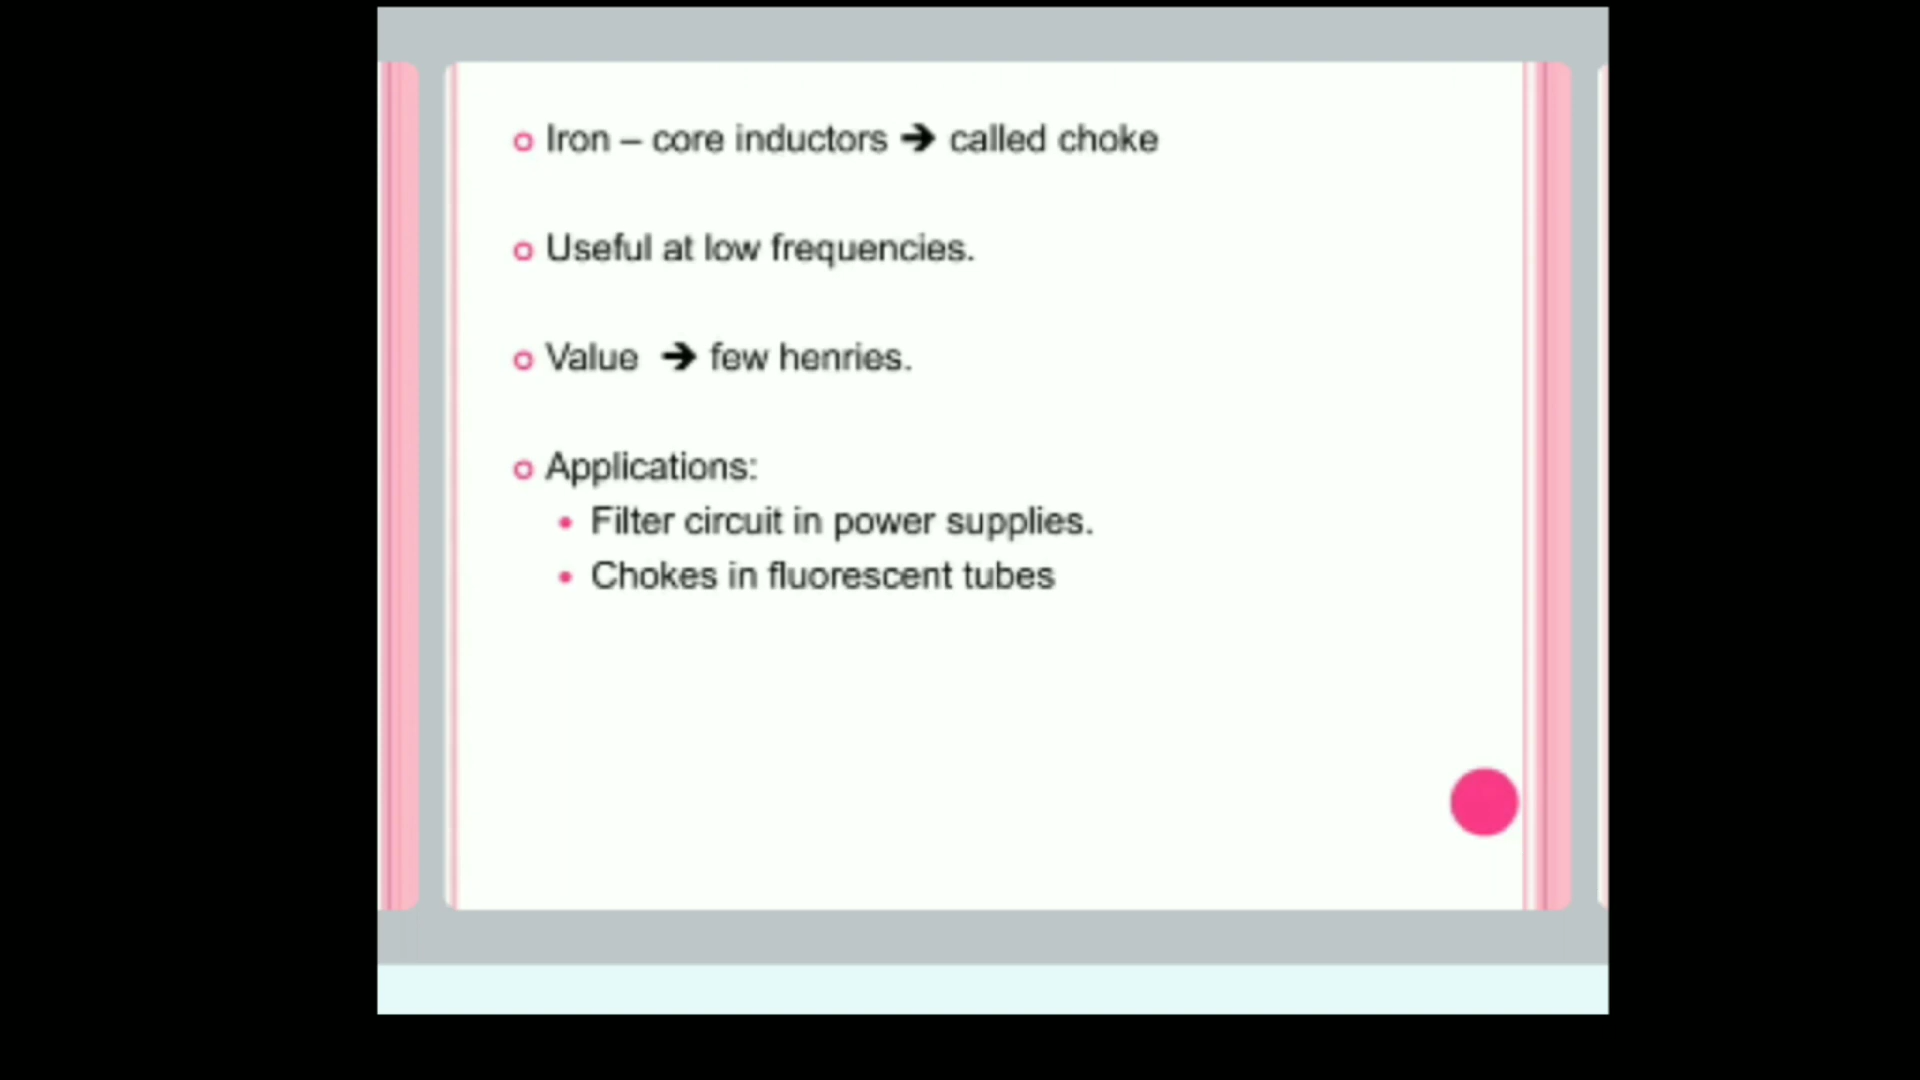 Iron – core inductors ➔ called choke
Useful at low frequencies.
Value ➔ few henries.
Applications:
Filter circuit in power supplies.
Chokes in fluorescent tubes